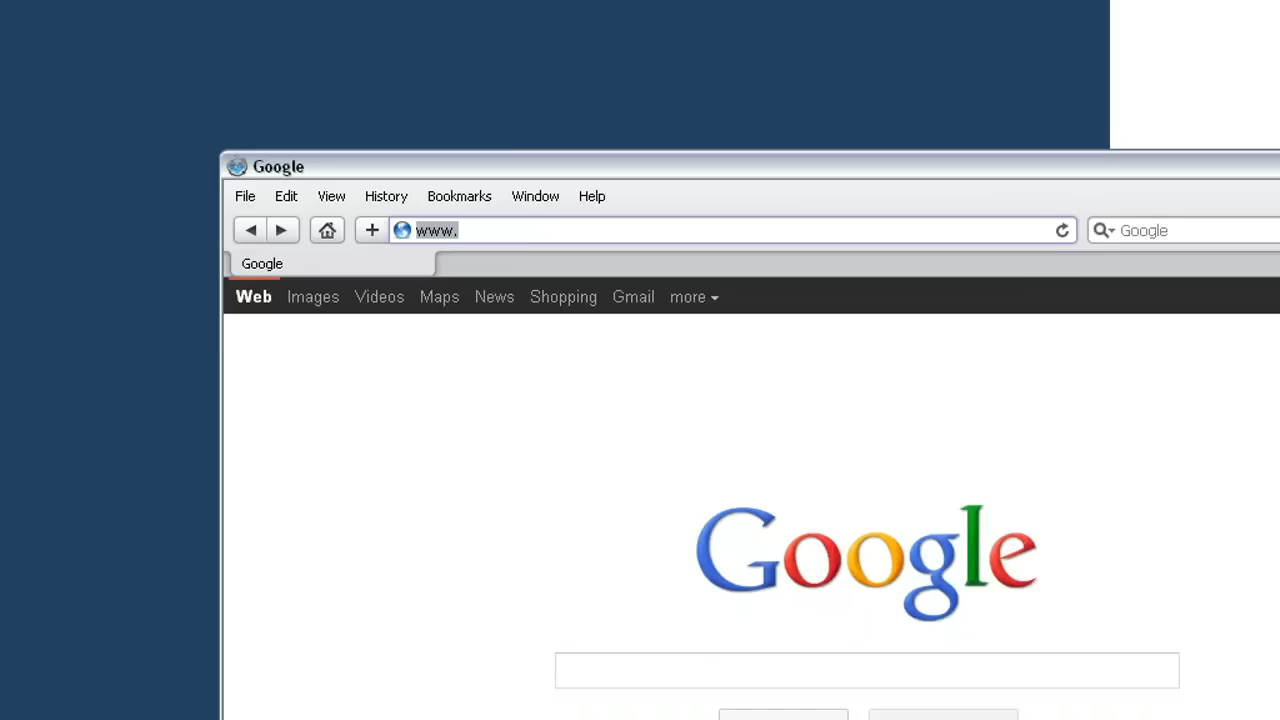 Google
File Edit View History Bookmarks Window Help
www. Google
Google
Web Images Videos Maps News Shopping Gmail more
Google